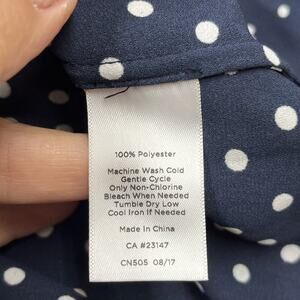 100% Polyester
Machine Wash Cold
Gentle Cycle
Only Non-Chlorine
Bleach When Needed
Tumble Dry Low
Cool Iron If Needed
Made In China
CA #23147
CN505 08/17